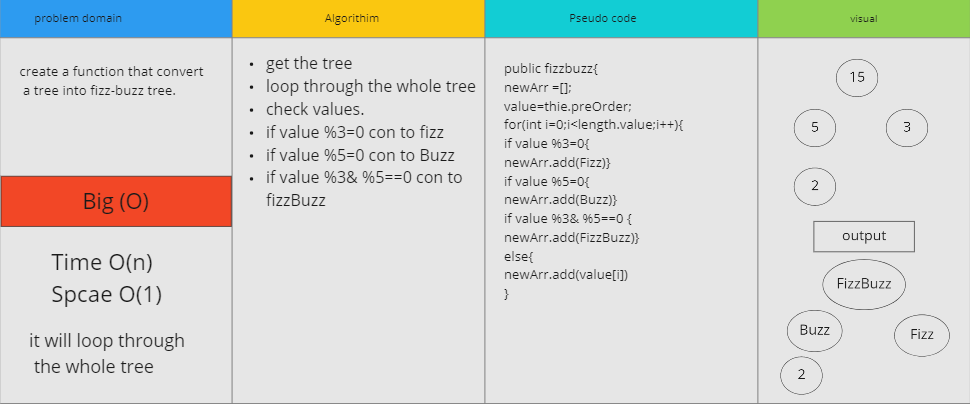 problem domain
create a function that convert
a tree into fizz-buzz tree.
Big (O)
Time O(n)
Spcae O(1)
it will loop through
the whole tree
Algorithim
• get the tree
• loop through the whole tree
• check values.
• if value %3=0 con to fizz
• if value %5=0 con to Buzz
• if value %3& %5==0 con to
fizzBuzz
Pseudo code
public fizzbuzz{
newArr =[];
value=thie.preOrder;
for(int i=0;i<length.value;i++){
if value %3=0{
newArr.add(Fizz)}
if value %5=0{
newArr.add(Buzz)}
if value %3& %5==0 {
newArr.add(FizzBuzz)}
else{
newArr.add(value[i])
}
visual
15
5
3
2
output
FizzBuzz
Buzz
Fizz
2